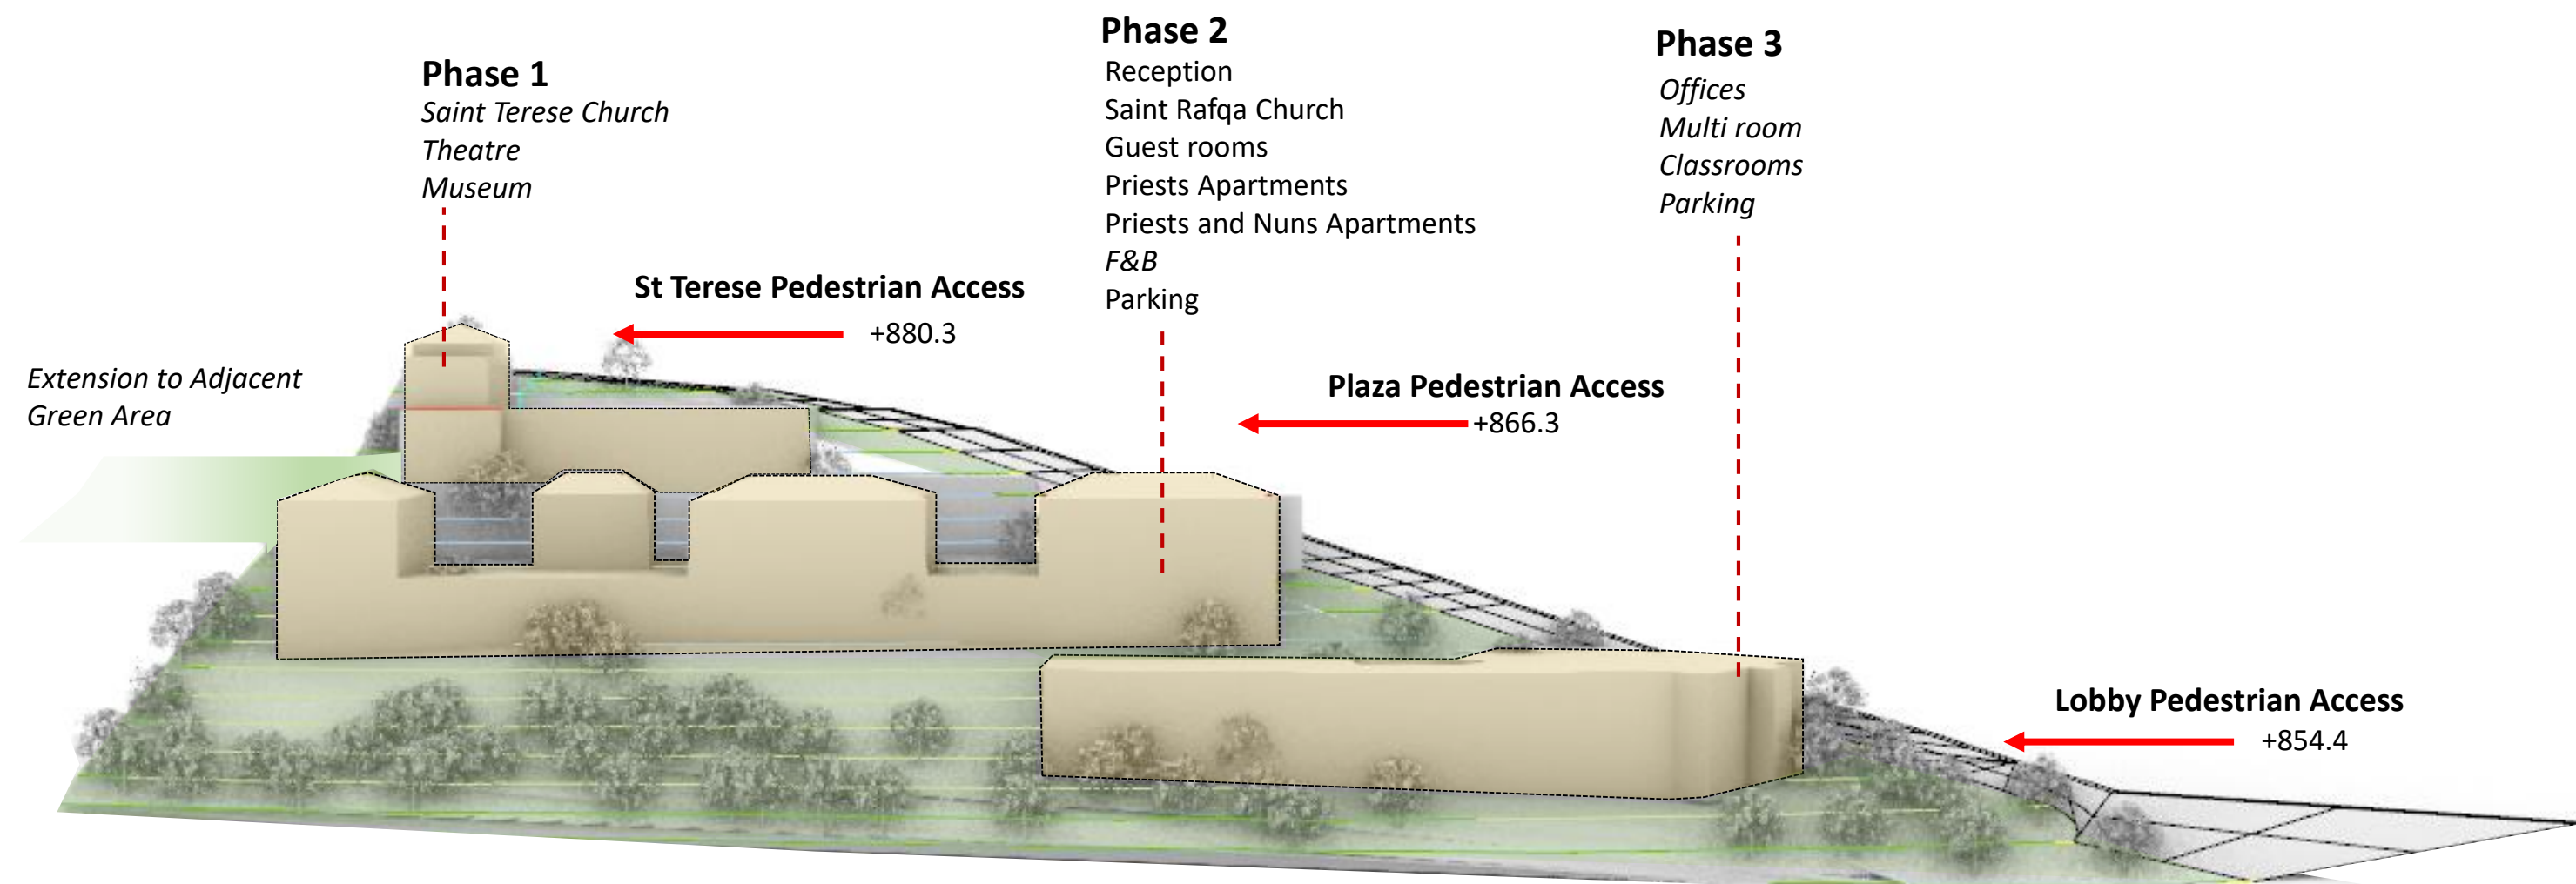 Phase 1
Saint Terese Church
Theatre
Museum
Phase 2
Reception
Saint Rafqa Church
Guest rooms
Priests Apartments
Priests and Nuns Apartments
F&B
Parking
Phase 3
Offices
Multi room
Classrooms
Parking
St Terese Pedestrian Access
+880.3
Extension to Adjacent
Green Area
Plaza Pedestrian Access
+866.3
Lobby Pedestrian Access
+854.4